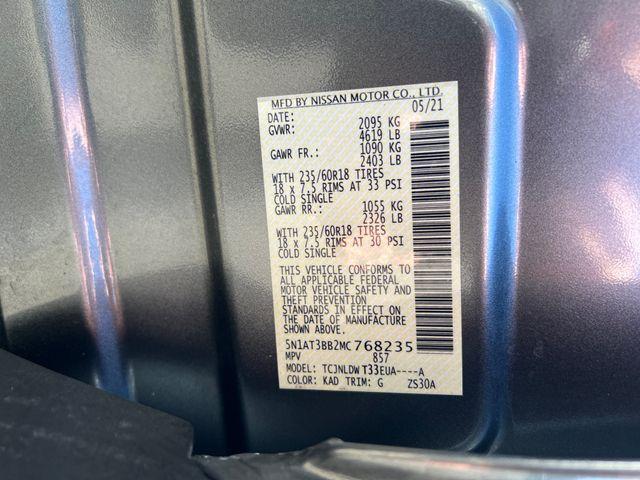 MFD BY NISSAN MOTOR CO., LTD.
DATE: 05/21
GVWR: 2095 KG
4619 LB
GAWR FR.: 1090 KG
2403 LB
WITH 235/60R18 TIRES
18 x 7.5 RIMS AT 33 PSI
COLD SINGLE
GAWR RR.: 1055 KG
2326 LB
WITH 235/60R18 TIRES
18 x 7.5 RIMS AT 30 PSI
COLD SINGLE
THIS VEHICLE CONFORMS TO
ALL APPLICABLE FEDERAL
MOTOR VEHICLE SAFETY AND
THEFT PREVENTION
STANDARDS IN EFFECT ON
THE DATE OF MANUFACTURE
SHOWN ABOVE.
5N1AT3BB2MC768235
MPV 857
MODEL: TCJNLDWT33EUA----A
COLOR: KAD TRIM: G ZS30A